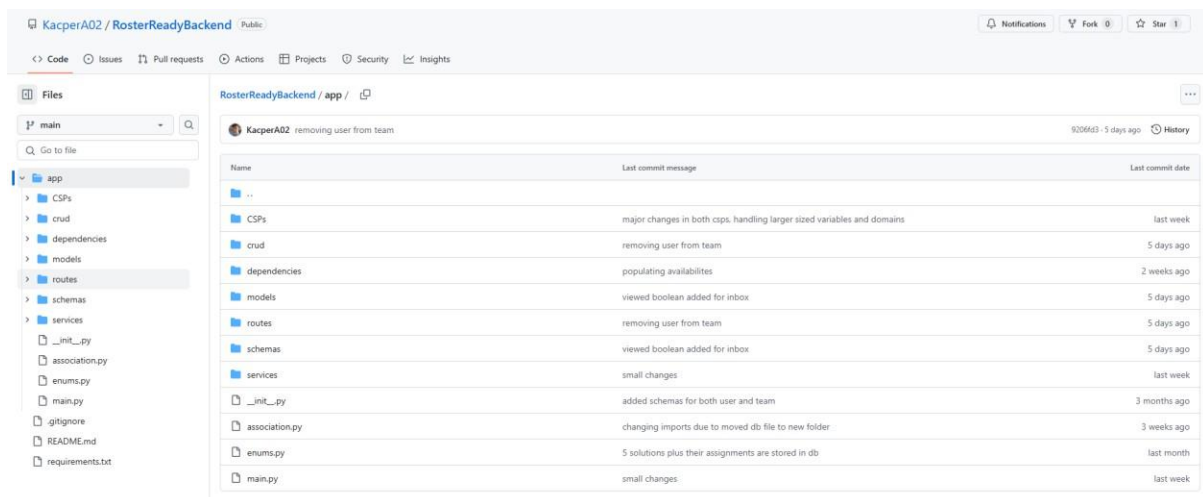 KacperA02 / RosterReadyBackend Public
Notifications Fork 0 Star 1
Code Issues Pull requests Actions Projects Security Insights
Files
main
Go to file
app
CSPs
crud
dependencies
models
routes
schemas
services
__init__.py
association.py
enums.py
main.py
.gitignore
README.md
requirements.txt
RosterReadyBackend / app /
KacperA02 removing user from team 9206fd3 · 5 days ago History
Name Last commit message Last commit date
..
CSPs major changes in both csps, handling larger sized variables and domains last week
crud removing user from team 5 days ago
dependencies populating availabilites 2 weeks ago
models viewed boolean added for inbox 5 days ago
routes removing user from team 5 days ago
schemas viewed boolean added for inbox 5 days ago
services small changes last week
__init__.py added schemas for both user and team 3 months ago
association.py changing imports due to moved db file to new folder 3 weeks ago
enums.py 5 solutions plus their assignments are stored in db last month
main.py small changes last week